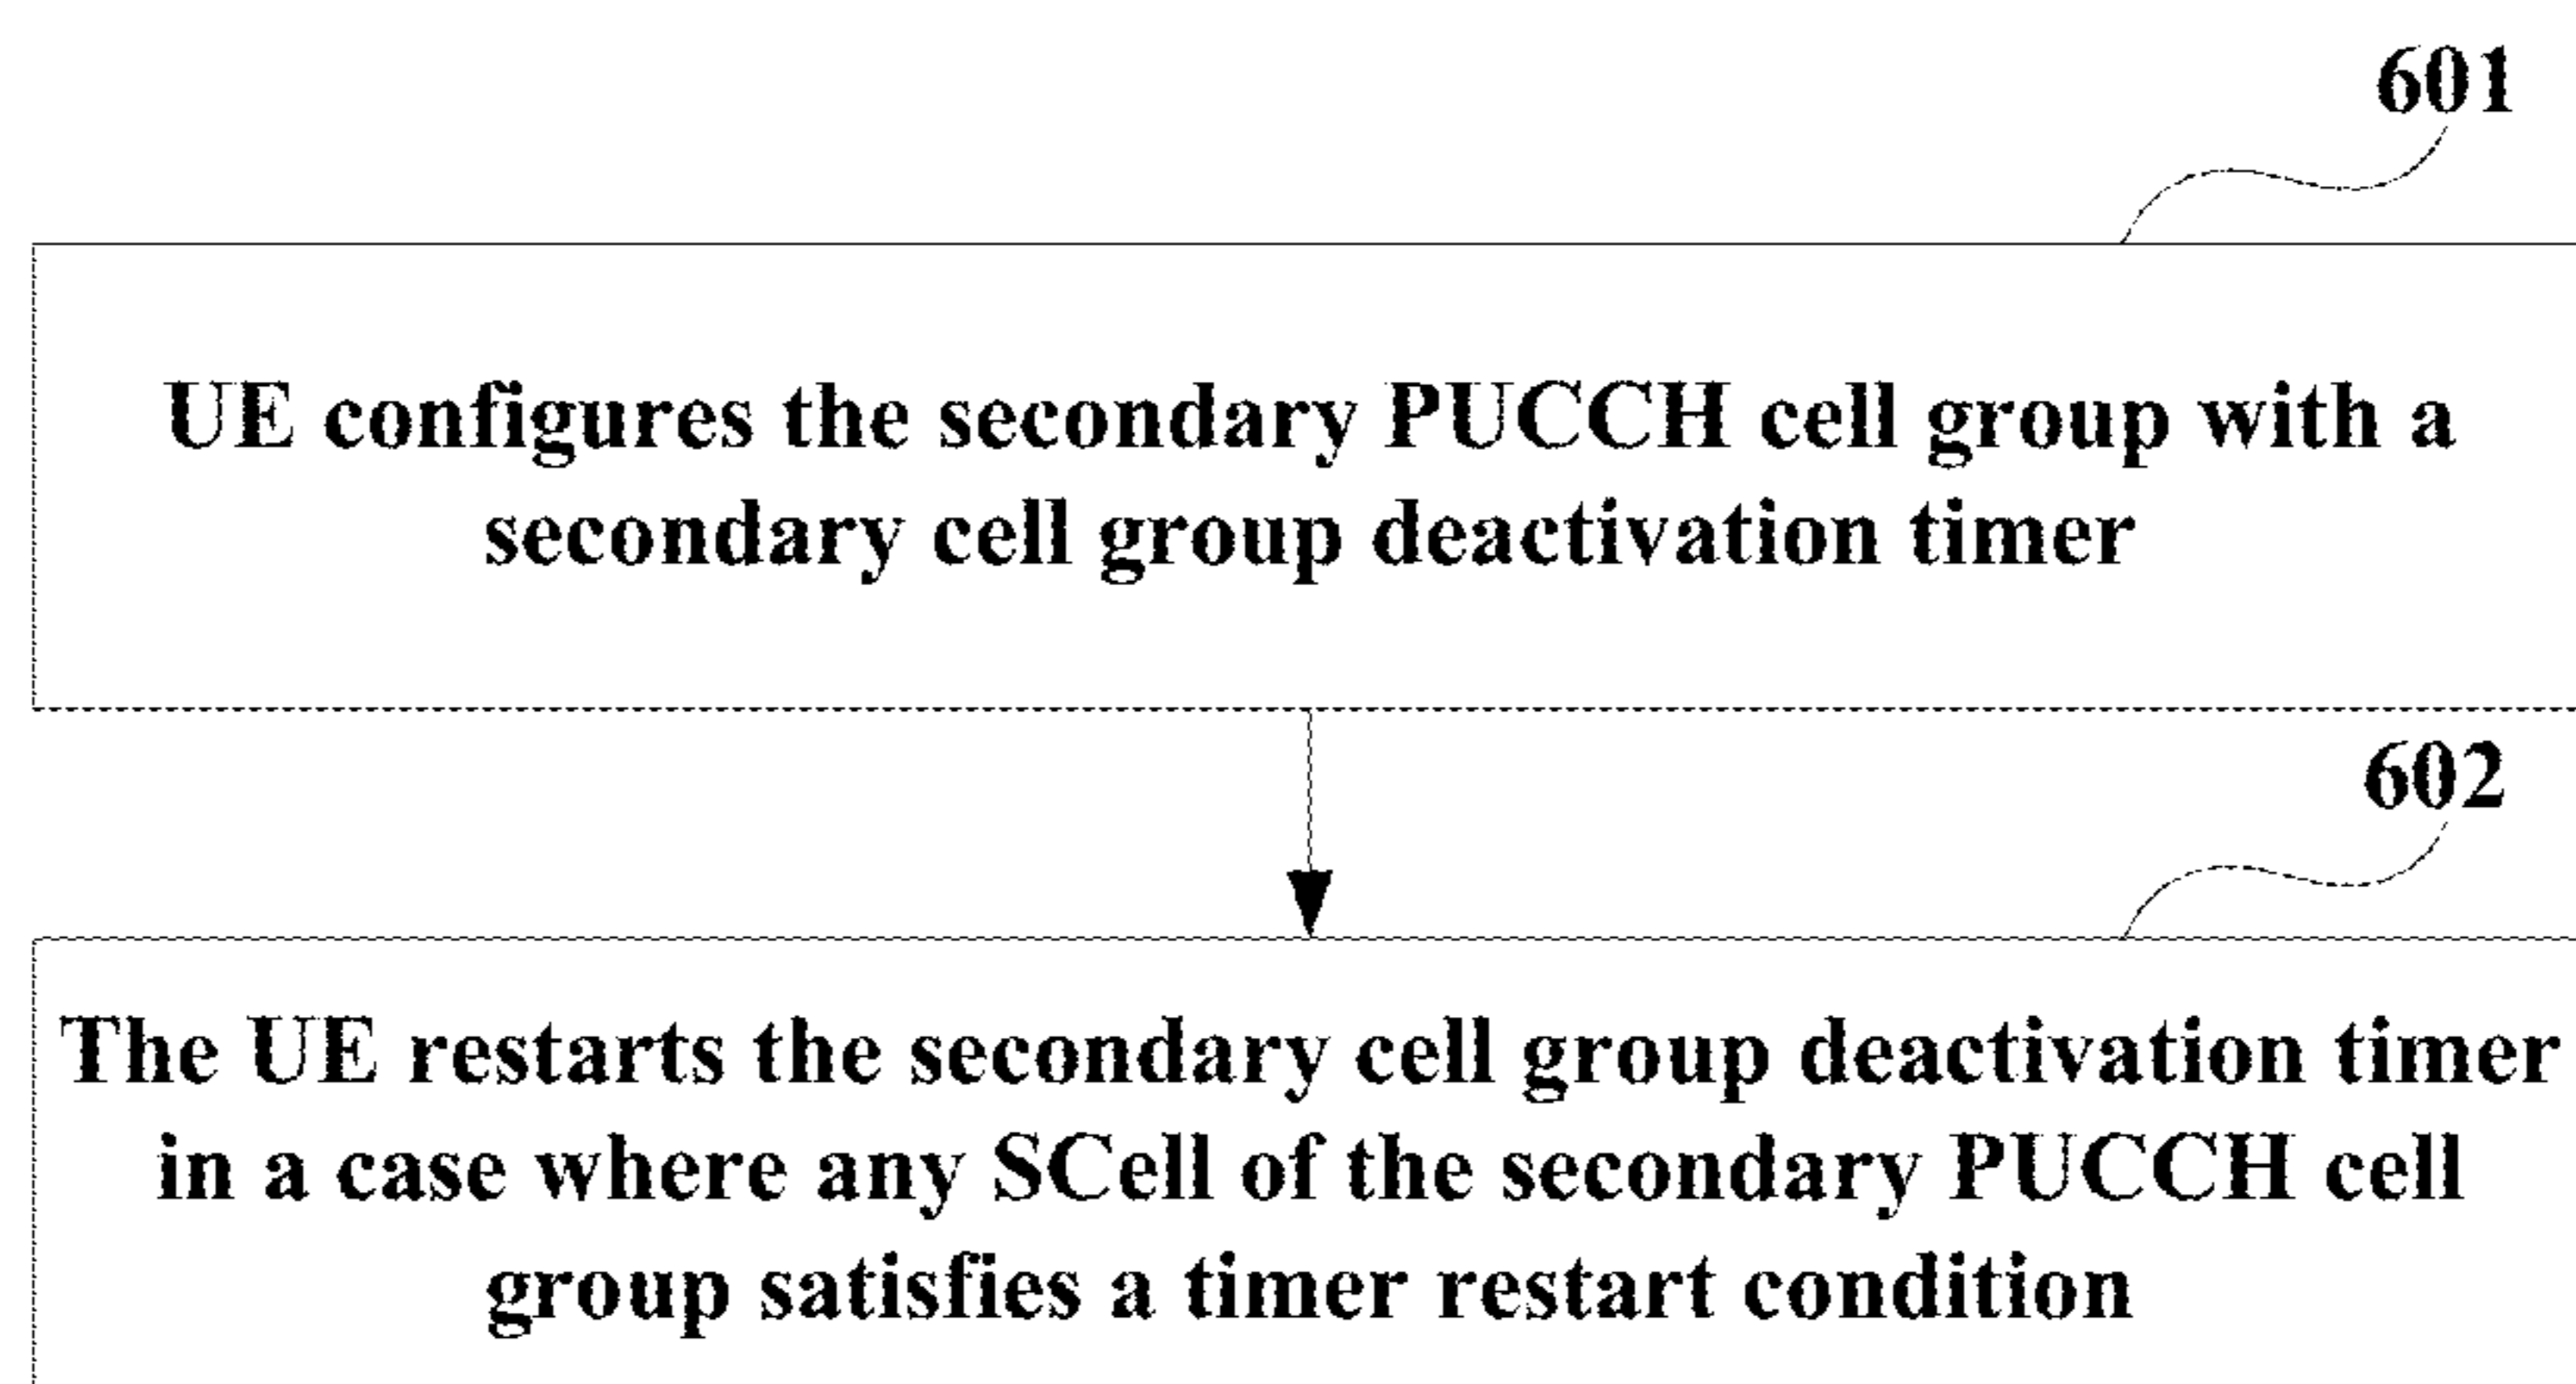 601
UE configures the secondary PUCCH cell group with a
secondary cell group deactivation timer
602
The UE restarts the secondary cell group deactivation timer
in a case where any SCell of the secondary PUCCH cell
group satisfies a timer restart condition